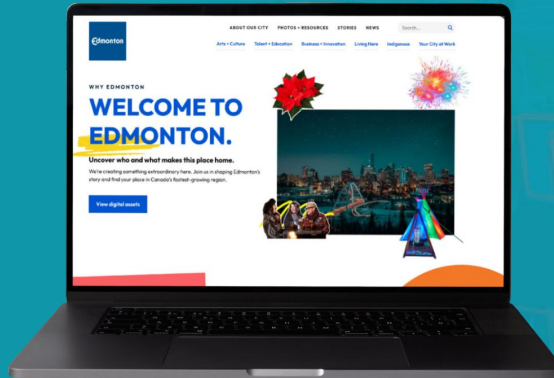 Edmonton
ABOUT OUR CITY PHOTOS + RESOURCES STORIES NEWS Search...
Arts + Culture Talent + Education Business + Innovation Living Here Indigenous Your City at Work
WHY EDMONTON
WELCOME TO
EDMONTON.
Uncover who and what makes this place home.
We're creating something extraordinary here. Join us in shaping Edmonton's
story and find your place in Canada's fastest-growing region.
View digital assets